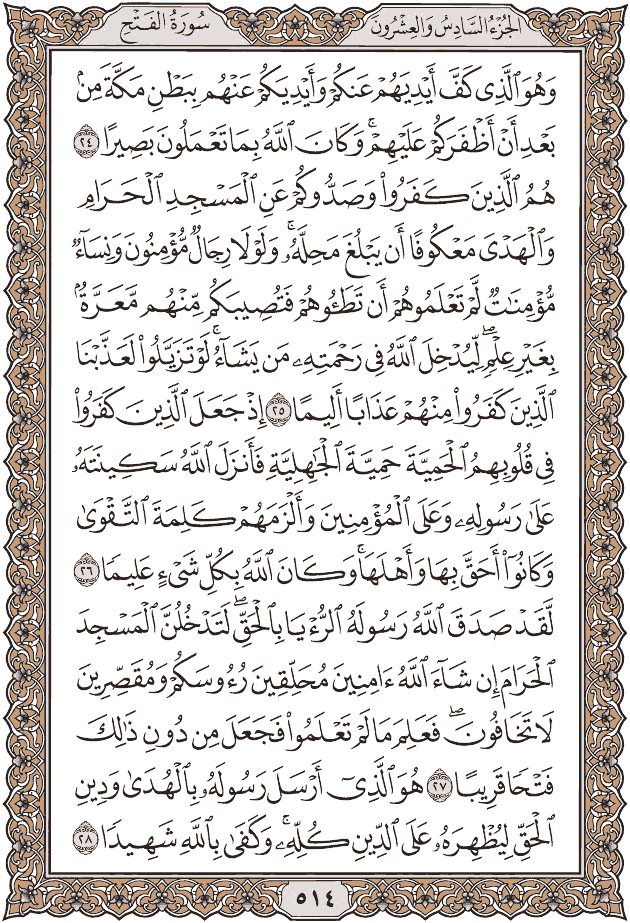 الجزء السادس والعشرون
سورة الفتح
وَهُوَ ٱلَّذِى كَفَّ أَيْدِيَهُمْ عَنكُمْ وَأَيْدِيَكُمْ عَنْهُم بِبَطْنِ مَكَّةَ مِنۢ
بَعْدِ أَنْ أَظْفَرَكُمْ عَلَيْهِمْ ۚ وَكَانَ ٱللَّهُ بِمَا تَعْمَلُونَ بَصِيرًا ٢٤
هُمُ ٱلَّذِينَ كَفَرُوا۟ وَصَدُّوكُمْ عَنِ ٱلْمَسْجِدِ ٱلْحَرَامِ
وَٱلْهَدْىَ مَعْكُوفًا أَن يَبْلُغَ مَحِلَّهُۥ ۚ وَلَوْلَا رِجَالٌ مُّؤْمِنُونَ وَنِسَآءٌ
مُّؤْمِنَٰتٌ لَّمْ تَعْلَمُوهُمْ أَن تَطَـُٔوهُمْ فَتُصِيبَكُم مِّنْهُم مَّعَرَّةٌۢ
بِغَيْرِ عِلْمٍ ۖ لِّيُدْخِلَ ٱللَّهُ فِى رَحْمَتِهِۦ مَن يَشَآءُ ۚ لَوْ تَزَيَّلُوا۟ لَعَذَّبْنَا
ٱلَّذِينَ كَفَرُوا۟ مِنْهُمْ عَذَابًا أَلِيمًا ٢٥ إِذْ جَعَلَ ٱلَّذِينَ كَفَرُوا۟
فِى قُلُوبِهِمُ ٱلْحَمِيَّةَ حَمِيَّةَ ٱلْجَٰهِلِيَّةِ فَأَنزَلَ ٱللَّهُ سَكِينَتَهُۥ
عَلَىٰ رَسُولِهِۦ وَعَلَى ٱلْمُؤْمِنِينَ وَأَلْزَمَهُمْ كَلِمَةَ ٱلتَّقْوَىٰ
وَكَانُوٓا۟ أَحَقَّ بِهَا وَأَهْلَهَا ۚ وَكَانَ ٱللَّهُ بِكُلِّ شَىْءٍ عَلِيمًا ٢٦
لَّقَدْ صَدَقَ ٱللَّهُ رَسُولَهُ ٱلرُّءْيَا بِٱلْحَقِّ ۖ لَتَدْخُلُنَّ ٱلْمَسْجِدَ
ٱلْحَرَامَ إِن شَآءَ ٱللَّهُ ءَامِنِينَ مُحَلِّقِينَ رُءُوسَكُمْ وَمُقَصِّرِينَ
لَا تَخَافُونَ ۖ فَعَلِمَ مَا لَمْ تَعْلَمُوا۟ فَجَعَلَ مِن دُونِ ذَٰلِكَ
فَتْحًا قَرِيبًا ٢٧ هُوَ ٱلَّذِىٓ أَرْسَلَ رَسُولَهُۥ بِٱلْهُدَىٰ وَدِينِ
ٱلْحَقِّ لِيُظْهِرَهُۥ عَلَى ٱلدِّينِ كُلِّهِۦ ۚ وَكَفَىٰ بِٱللَّهِ شَهِيدًا ٢٨
٥١٤